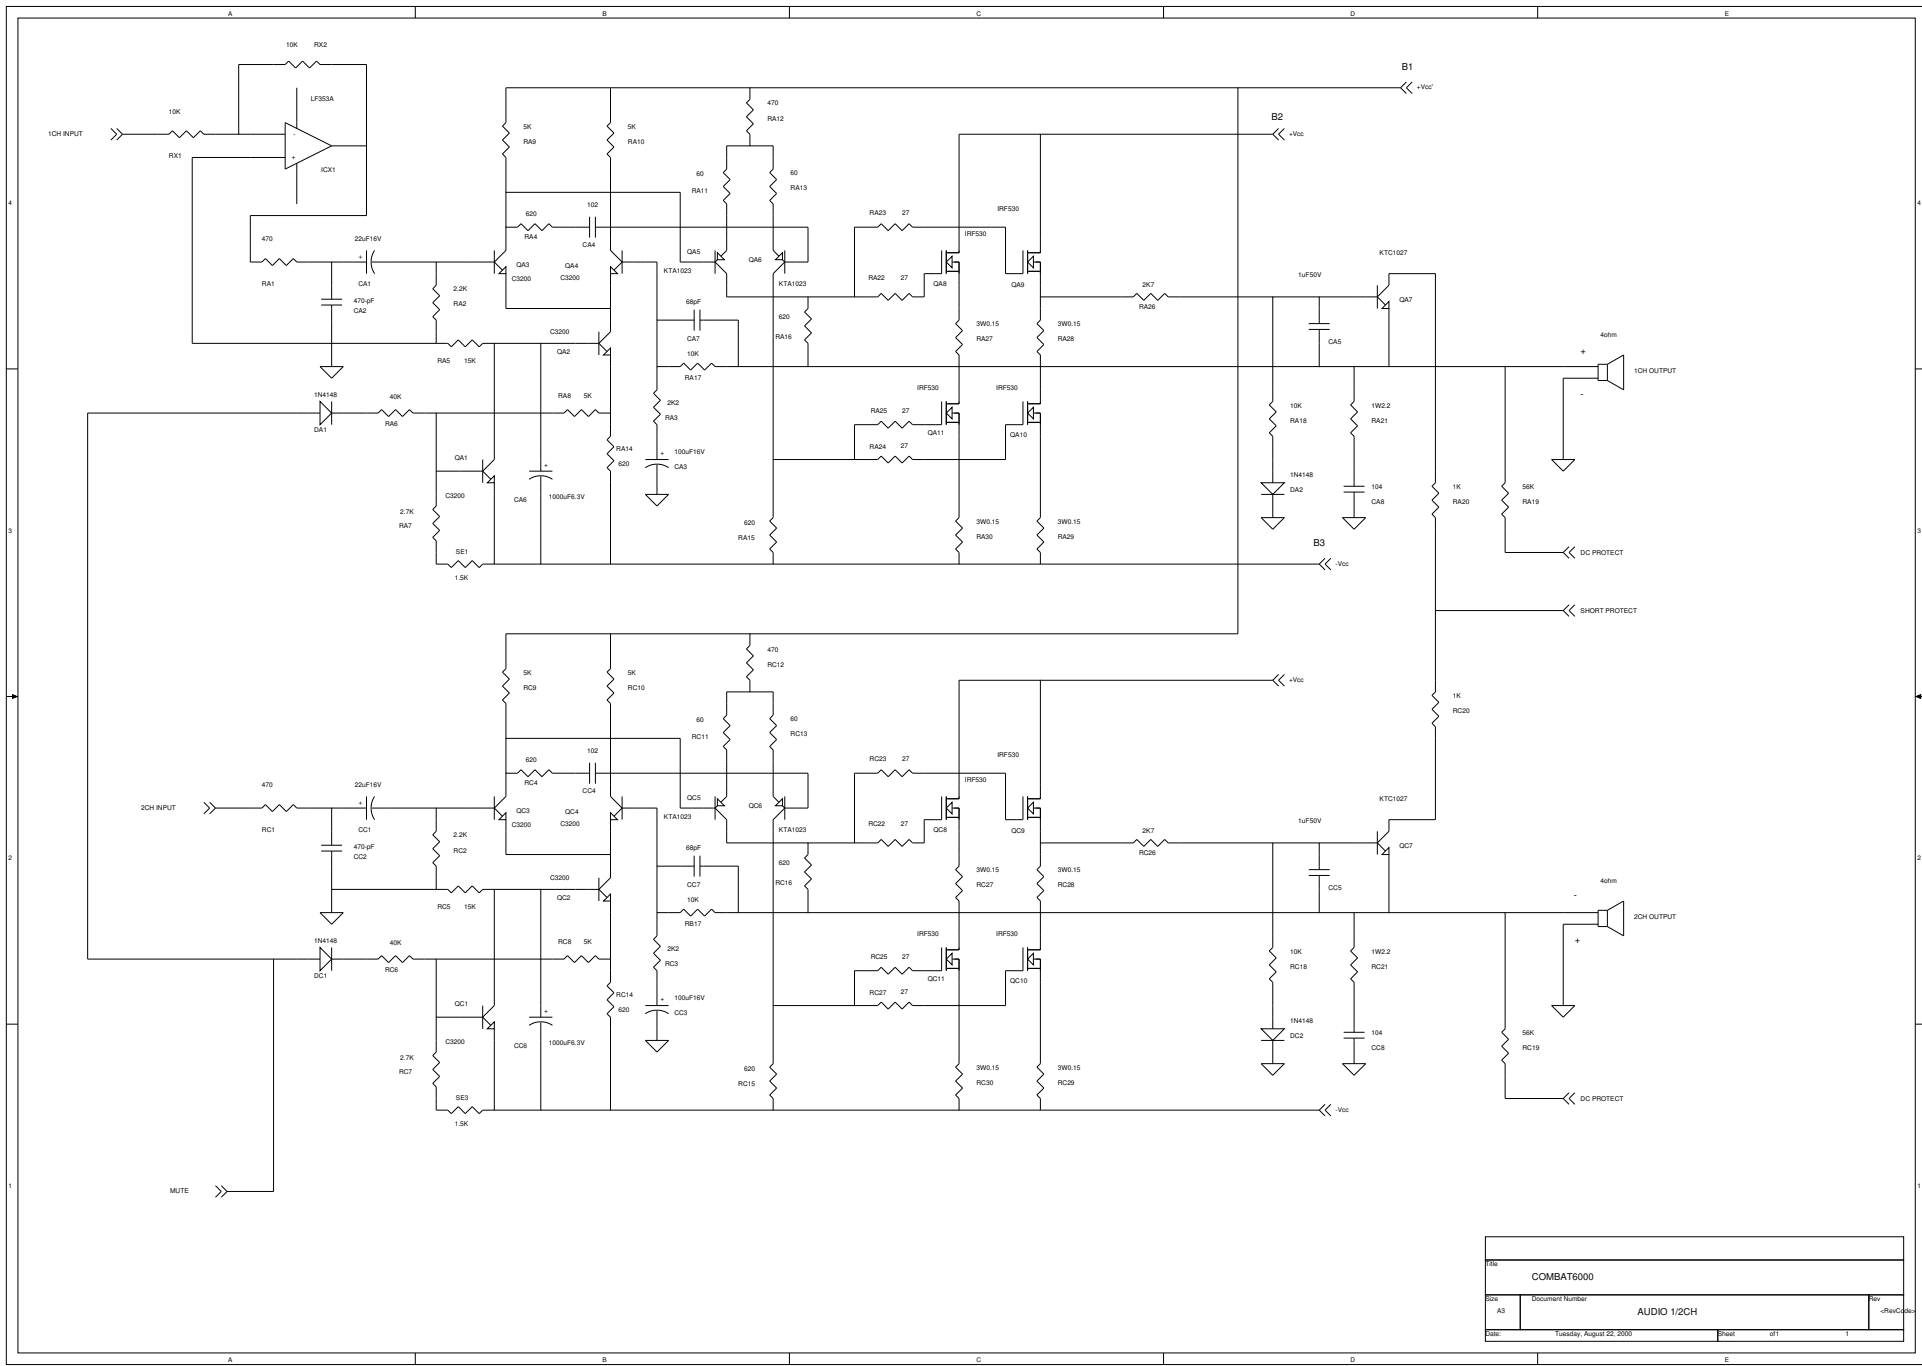 A B C D E
10K RX2
LF353A
10K
1CH INPUT
RX1
ICX1
B1
+Vcc'
B2
+Vcc
470
RA12
5K
RA9
5K
RA10
60
RA11
60
RA13
4
4
470
RA1
22uF16V
+
CA1
470-pF
CA2
2.2K
RA2
620
RA4
102
CA4
QA3
C3200
QA4
C3200
QA5
KTA1023
QA6
KTA1023
RA23 27
IRF530
IRF530
RA22 27
QA8
QA9
KTC1027
1uF50V
2K7
RA26
QA7
CA5
68pF
CA7
620
RA16
3W0.15
RA27
3W0.15
RA28
C3200
QA2
RA5 15K
10K
RA17
4ohm
+
-
1CH OUTPUT
1N4148
DA1
40K
RA6
RA8 5K
2K2
RA3
IRF530
IRF530
RA25 27
QA11
QA10
RA24 27
10K
RA18
1W2.2
RA21
QA1
C3200
+
CA6
1000uF6.3V
RA14
620
+
100uF16V
CA3
1N4148
DA2
104
CA8
1K
RA20
56K
RA19
2.7K
RA7
620
RA15
3W0.15
RA30
3W0.15
RA29
3
3
SE1
1.5K
B3
-Vcc
DC PROTECT
SHORT PROTECT
470
RC12
5K
RC9
5K
RC10
+Vcc
60
RC11
60
RC13
1K
RC20
470
RC1
2CH INPUT
22uF16V
+
CC1
470-pF
CC2
2.2K
RC2
620
RC4
102
CC4
QC3
C3200
QC4
C3200
QC5
KTA1023
QC6
KTA1023
RC23 27
IRF530
IRF530
RC22 27
QC8
QC9
KTC1027
1uF50V
2K7
RC26
QC7
CC5
68pF
CC7
620
RC16
3W0.15
RC27
3W0.15
RC28
2
2
C3200
QC2
RC5 15K
10K
RB17
4ohm
-
+
2CH OUTPUT
1N4148
DC1
40K
RC6
RC8 5K
2K2
RC3
IRF530
IRF530
RC25 27
QC11
QC10
RC27 27
10K
RC18
1W2.2
RC21
QC1
C3200
+
CC6
1000uF6.3V
RC14
620
+
100uF16V
CC3
1N4148
DC2
104
CC8
56K
RC19
2.7K
RC7
620
RC15
3W0.15
RC30
3W0.15
RC29
SE3
1.5K
-Vcc
DC PROTECT
MUTE
1
1
Title
COMBAT6000
Size Document Number Rev
A3 AUDIO 1/2CH <RevCode>
Date: Tuesday, August 22, 2000 Sheet of1 1
A B C D E